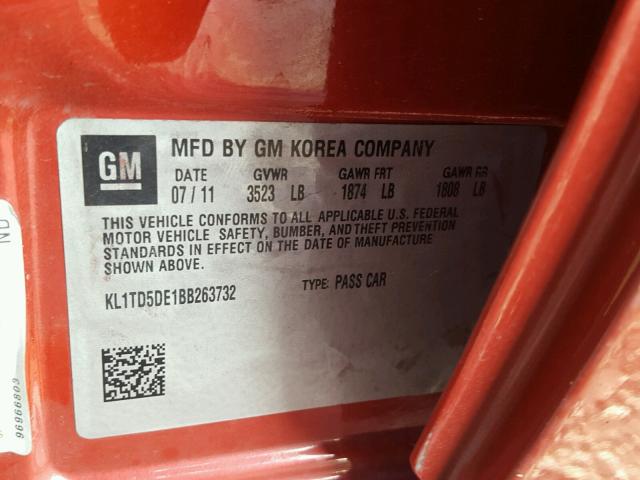 GM
MFD BY GM KOREA COMPANY
DATE GVWR GAWR FRT GAWR RR
07/11 3523 LB 1874 LB 1808 LB
THIS VEHICLE CONFORMS TO ALL APPLICABLE U.S. FEDERAL
MOTOR VEHICLE SAFETY, BUMPER, AND THEFT PREVENTION
STANDARDS IN EFFECT ON THE DATE OF MANUFACTURE
SHOWN ABOVE.
KL1TD5DE1BB263732 TYPE: PASS CAR
ND
96966803